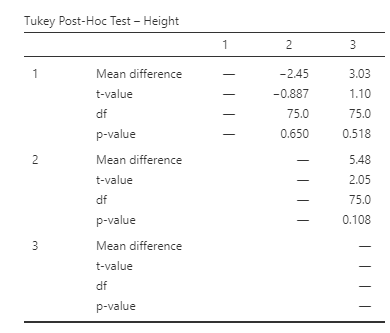 Tukey Post-Hoc Test – Height
1 2 3
1 Mean difference — -2.45 3.03
t-value — -0.887 1.10
df — 75.0 75.0
p-value — 0.650 0.518
2 Mean difference — 5.48
t-value — 2.05
df — 75.0
p-value — 0.108
3 Mean difference —
t-value —
df —
p-value —